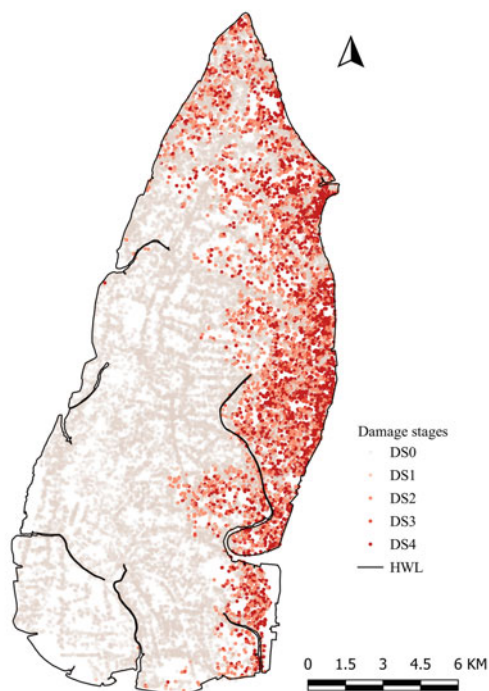 Damage stages
DS0
DS1
DS2
DS3
DS4
HWL
0 1.5 3 4.5 6 KM